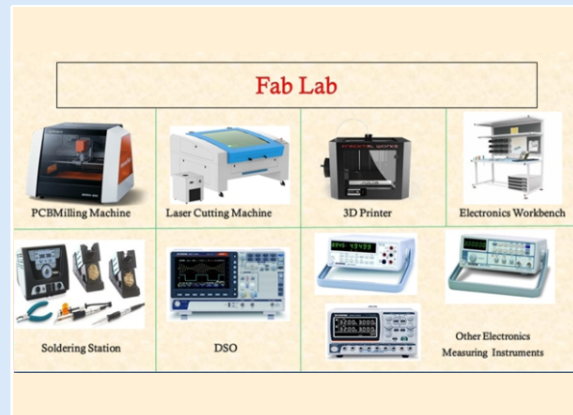 Fab Lab
PCBMilling Machine
Laser Cutting Machine
3D Printer
Electronics Workbench
Soldering Station
DSO
Other Electronics
Measuring Instruments